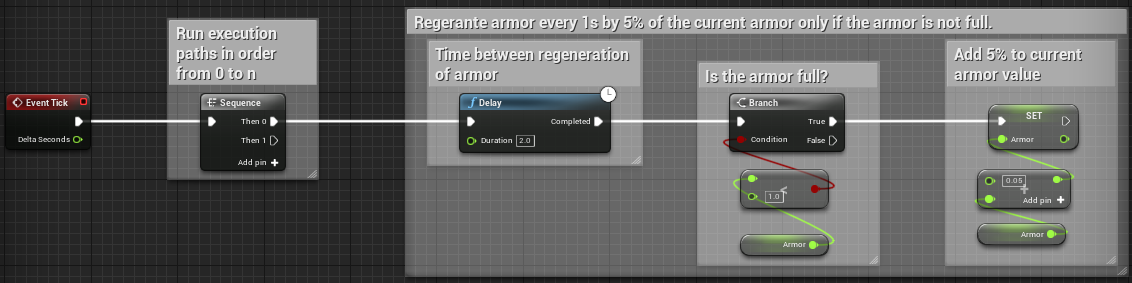 Regerante armor every 1s by 5% of the current armor only if the armor is not full.
Run execution
paths in order
from 0 to n
Time between regeneration
of armor
Is the armor full?
Add 5% to current
armor value
Event Tick
Delta Seconds
Sequence
Then 0
Then 1
Add pin +
f Delay
Completed
Duration 2.0
Branch
True
Condition
False
<
1.0
Armor
SET
Armor
0.05
+
Add pin +
Armor